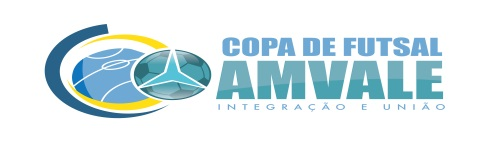 COPA DE FUTSAL
AMVALE
INTEGRAÇÃO E UNIÃO